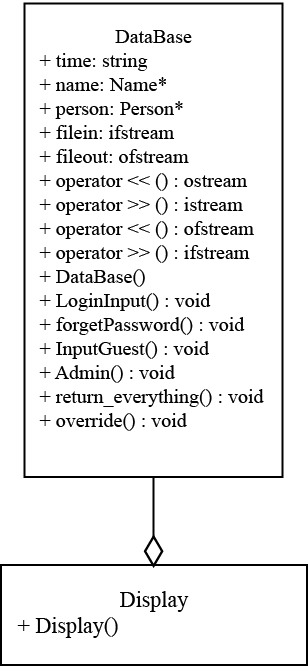 DataBase
+ time: string
+ name: Name*
+ person: Person*
+ filein: ifstream
+ fileout: ofstream
+ operator << () : ostream
+ operator >> () : istream
+ operator << () : ofstream
+ operator >> () : ifstream
+ DataBase()
+ LoginInput() : void
+ forgetPassword() : void
+ InputGuest() : void
+ Admin() : void
+ return_everything() : void
+ override() : void
Display
+ Display()